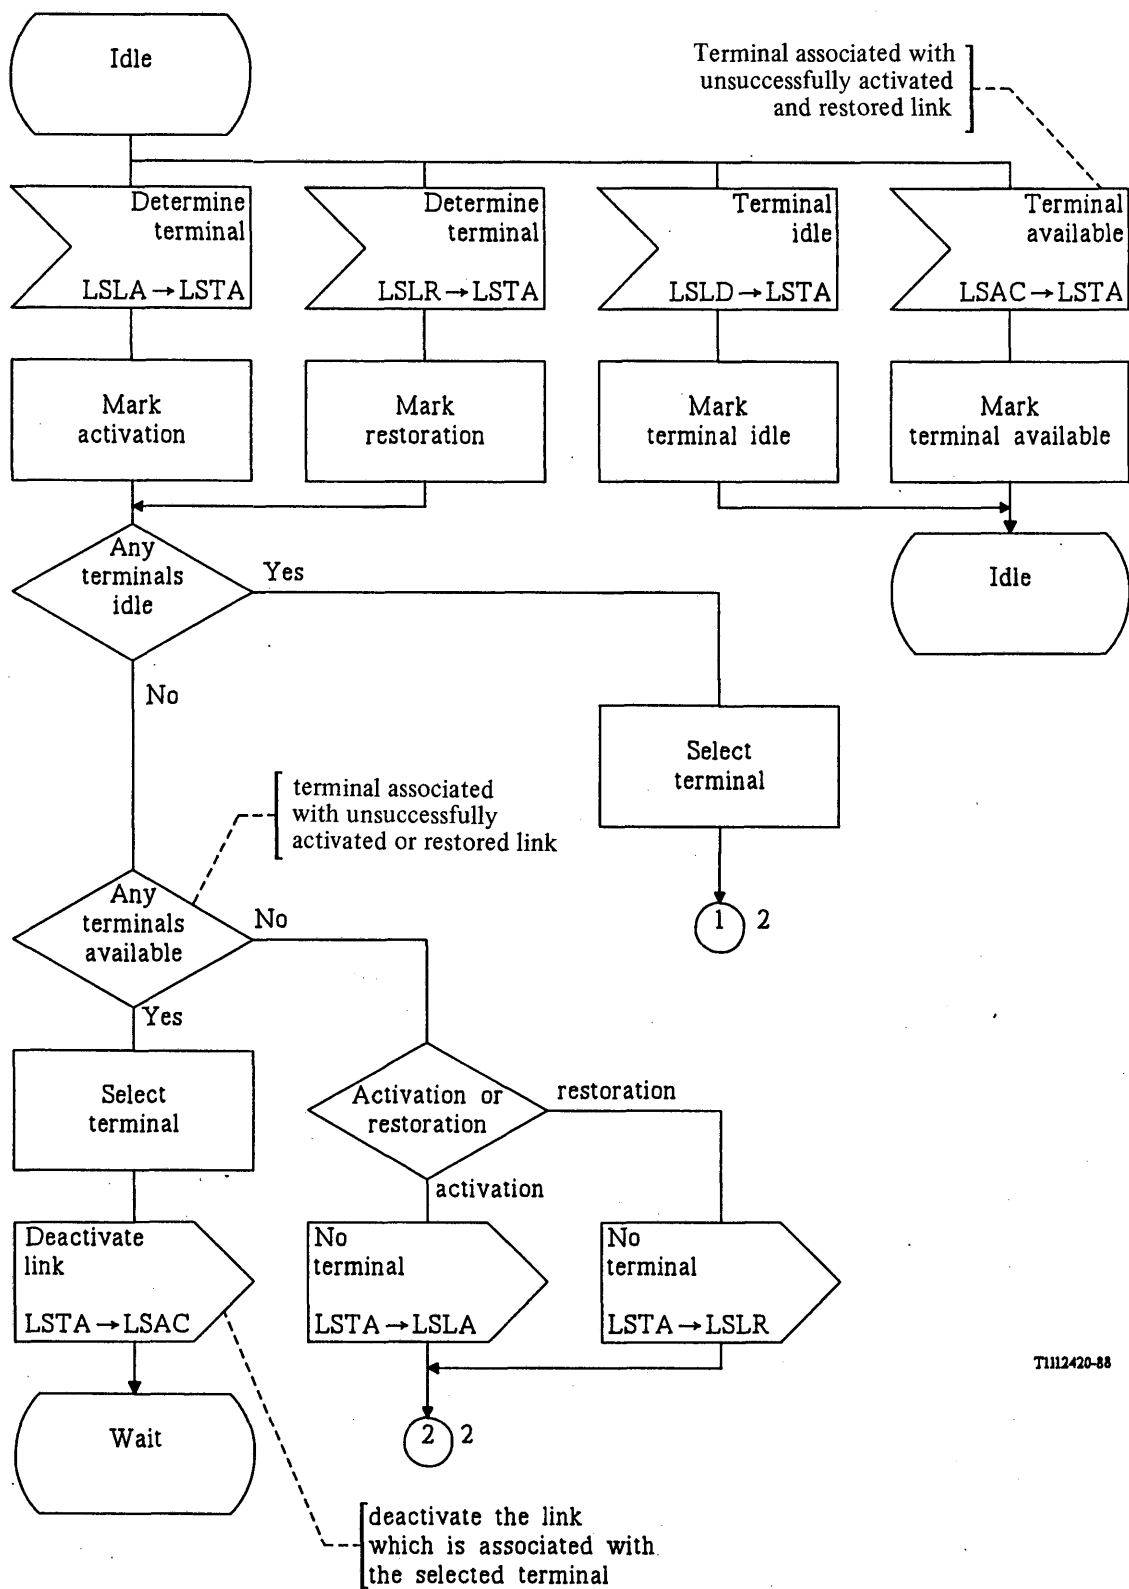 Idle
Terminal associated with
unsuccessfully activated
and restored link
Determine
terminal
LSLA → LSTA
Determine
terminal
LSLR → LSTA
Terminal
idle
LSLD → LSTA
Terminal
available
LSAC → LSTA
Mark
activation
Mark
restoration
Mark
terminal idle
Mark
terminal available
Any
terminals
idle
Yes
No
Idle
Select
terminal
1 2
terminal associated
with unsuccessfully
activated or restored link
Any
terminals
available
No
Yes
Select
terminal
Activation or
restoration
restoration
activation
Deactivate
link
LSTA → LSAC
No
terminal
LSTA → LSLA
No
terminal
LSTA → LSLR
T1112420-88
Wait
2 2
deactivate the link
which is associated with
the selected terminal